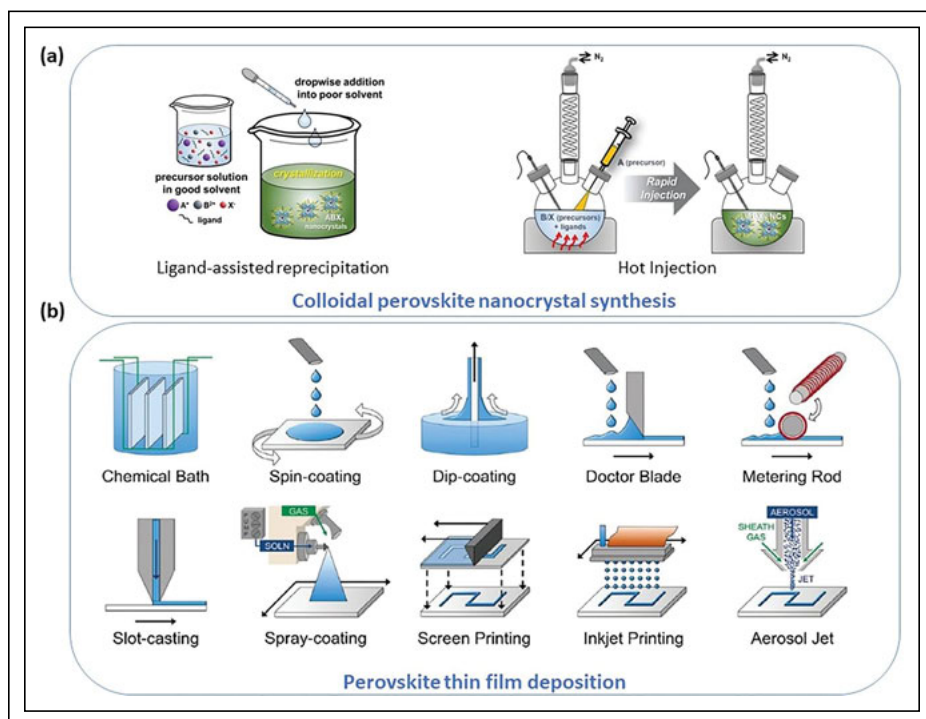 (a)
N₂
N₂
dropwise addition
into poor solvent
A (precursor)
precursor solution
in good solvent
A⁺ B²⁺ X⁻
ligand
crystallization
ABX₃
nanocrystals
Rapid
Injection
B/X (precursors)
+ ligands
NCs
Ligand-assisted reprecipitation
Hot Injection
Colloidal perovskite nanocrystal synthesis
(b)
Chemical Bath
Spin-coating
Dip-coating
Doctor Blade
Metering Rod
GAS
SOLN
AEROSOL
SHEATH
GAS
JET
Slot-casting
Spray-coating
Screen Printing
Inkjet Printing
Aerosol Jet
Perovskite thin film deposition